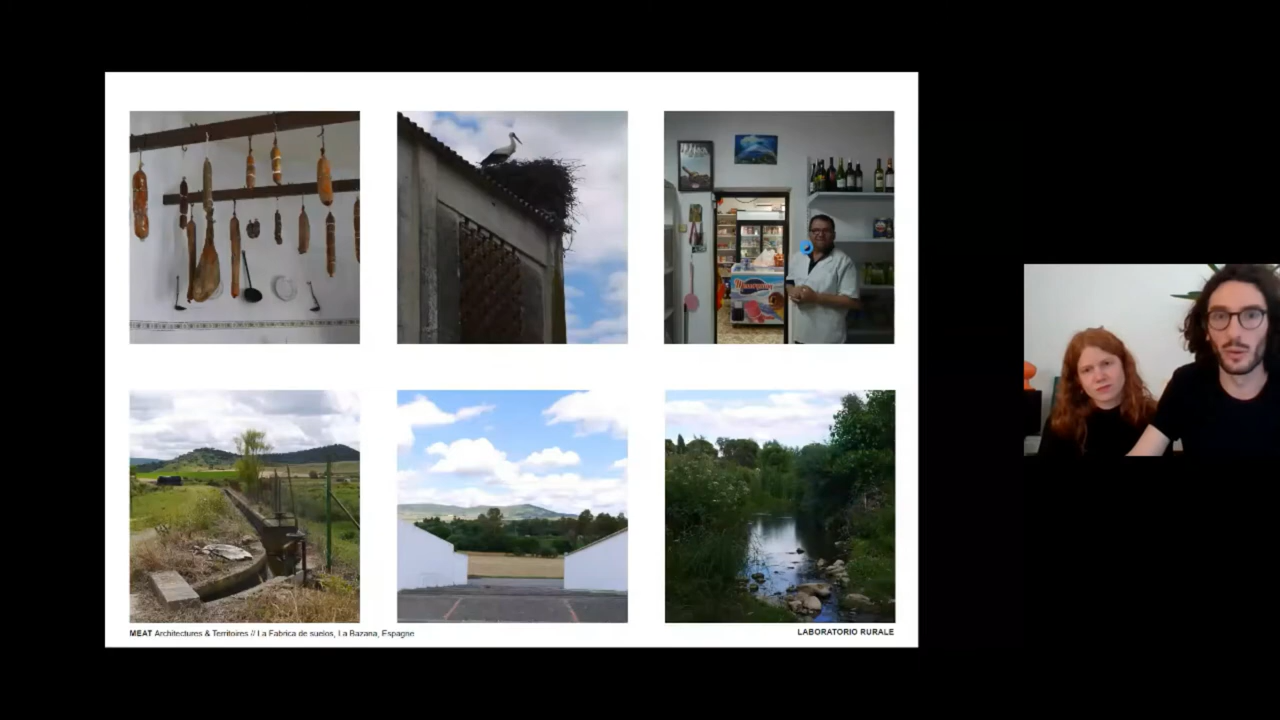 MEAT Architectures & Territoires // La Fabrica de suelos, La Bazana, Espagne
LABORATORIO RURALE